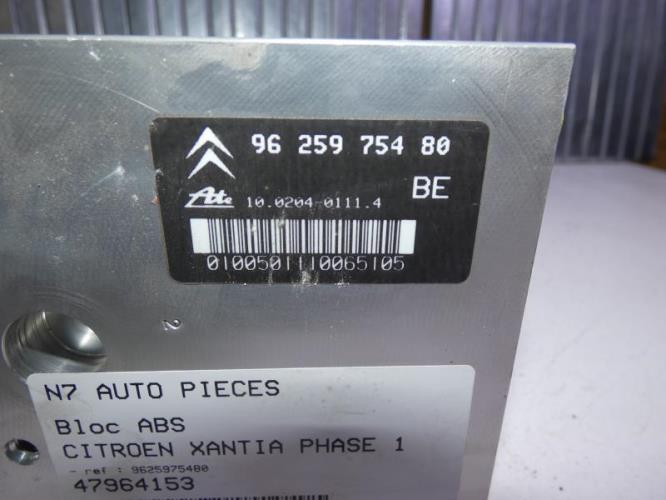 96 259 754 80
BE
Ate 10.0204-0111.4
0100501110065105
2
N7 AUTO PIECES
Bloc ABS
CITROEN XANTIA PHASE 1
- ref : 9625975480
47964153